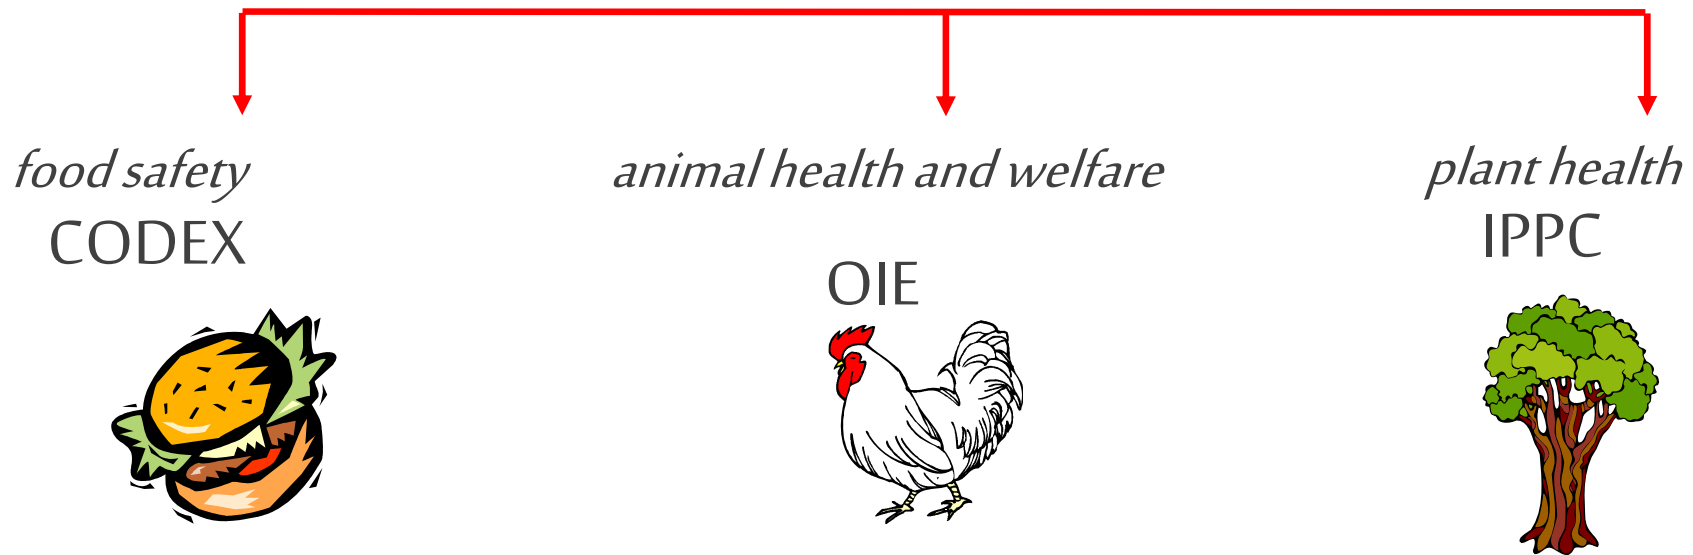 food safety
CODEX
animal health and welfare
OIE
plant health
IPPC